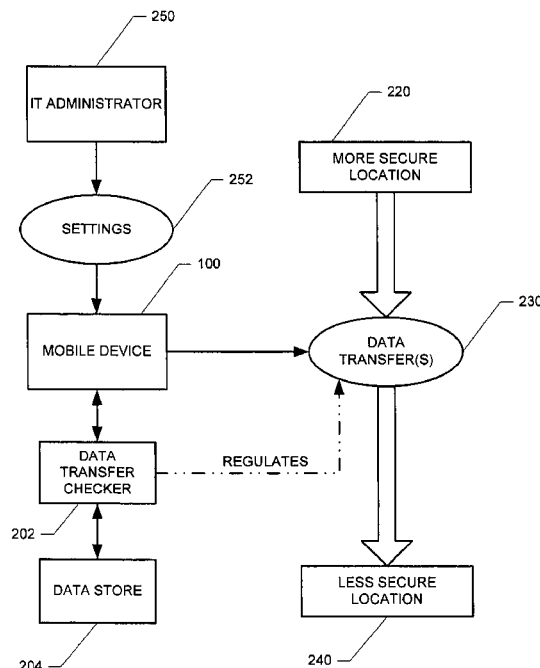 250
IT ADMINISTRATOR
220
MORE SECURE
LOCATION
252
SETTINGS
100
230
MOBILE DEVICE
DATA
TRANSFER(S)
DATA
TRANSFER
CHECKER
REGULATES
202
DATA STORE
LESS SECURE
LOCATION
204
240